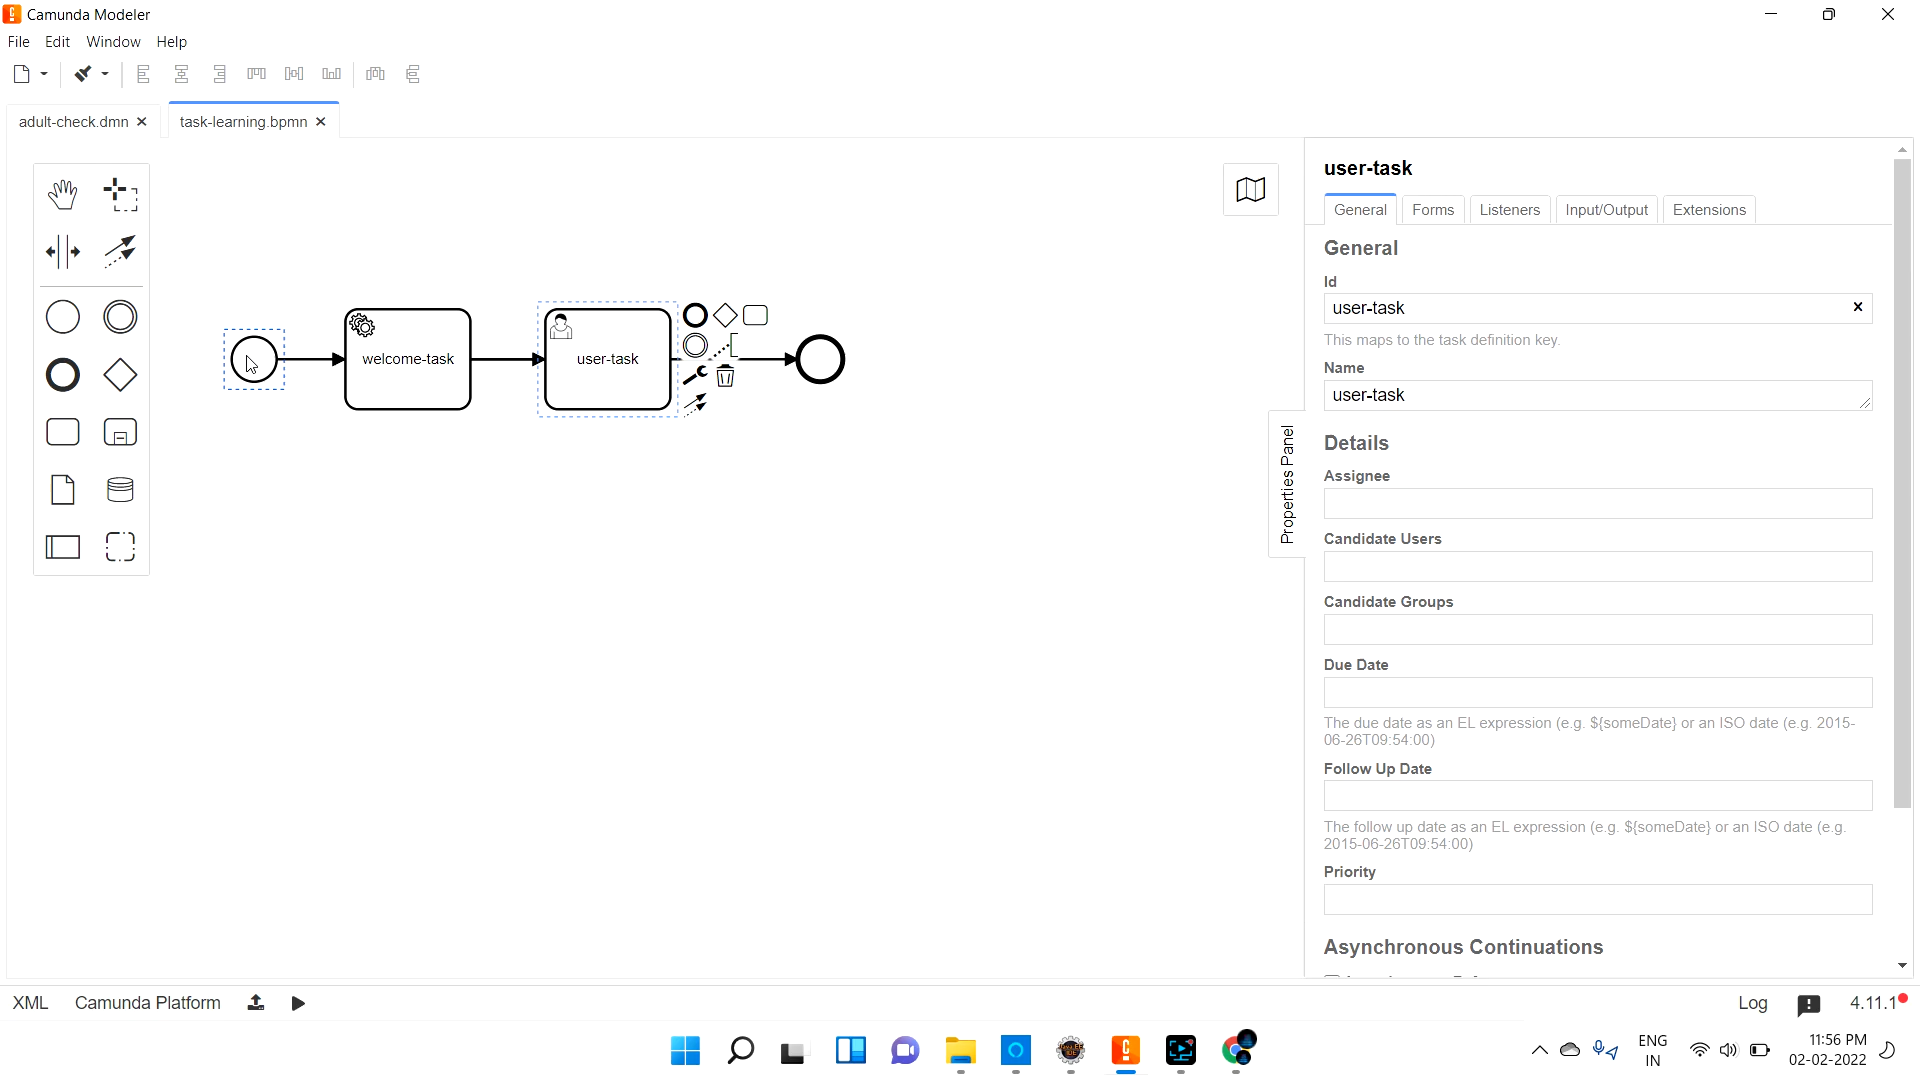 Camunda Modeler
File Edit Window Help
adult-check.dmn
task-learning.bpmn
welcome-task
user-task
Properties Panel
user-task
General Forms Listeners Input/Output Extensions
General
Id
user-task
This maps to the task definition key.
Name
user-task
Details
Assignee
Candidate Users
Candidate Groups
Due Date
The due date as an EL expression (e.g. ${someDate} or an ISO date (e.g. 2015-
06-26T09:54:00)
Follow Up Date
The follow up date as an EL expression (e.g. ${someDate} or an ISO date (e.g.
2015-06-26T09:54:00)
Priority
Asynchronous Continuations
XML Camunda Platform
Log 4.11.1
ENG
IN
11:56 PM
02-02-2022